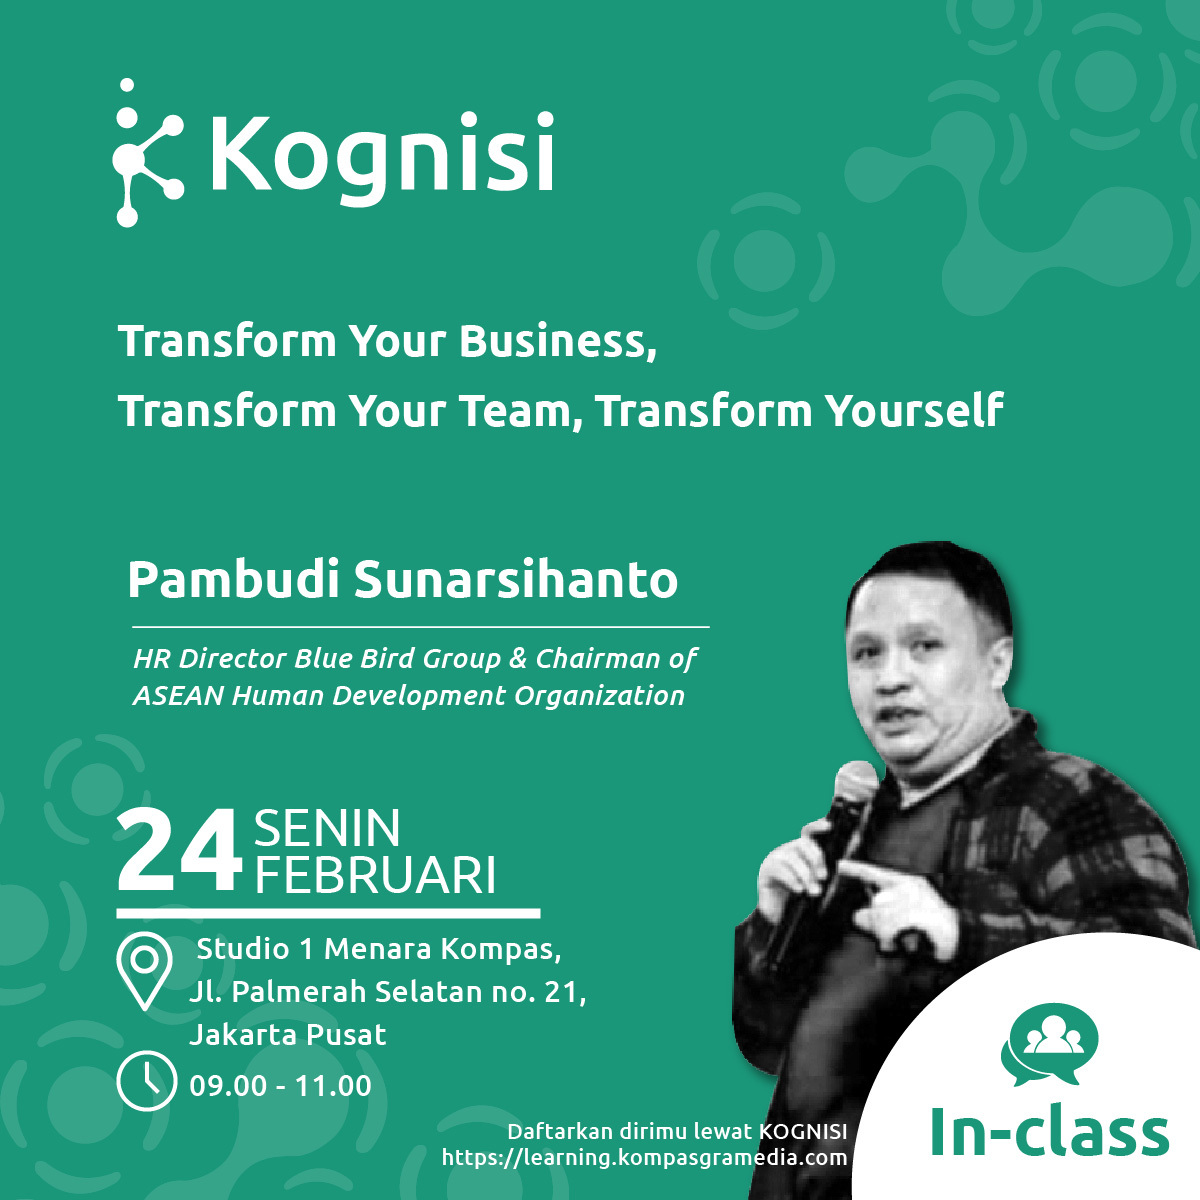 Kognisi
Transform Your Business,
Transform Your Team, Transform Yourself
Pambudi Sunarsihanto
HR Director Blue Bird Group & Chairman of
ASEAN Human Development Organization
24 SENIN
FEBRUARI
Studio 1 Menara Kompas,
Jl. Palmerah Selatan no. 21,
Jakarta Pusat
09.00 - 11.00
Daftarkan dirimu lewat KOGNISI
https://learning.kompasgramedia.com
In-class